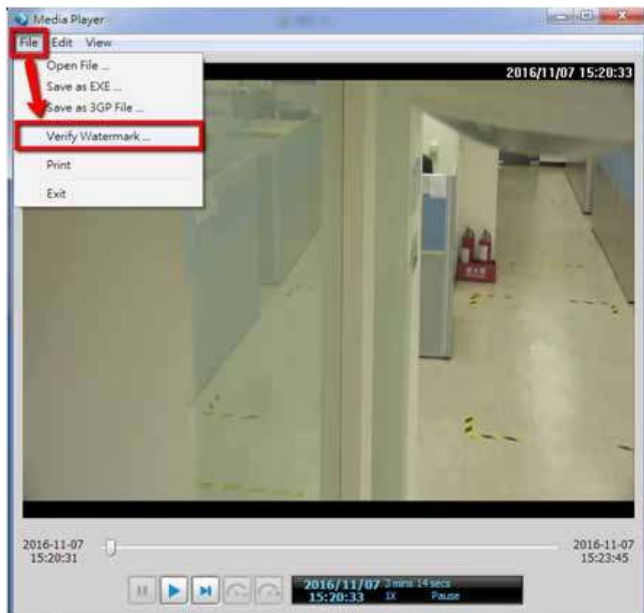 Media Player
File Edit View
Open File ...
Save as EXE ...
Save as 3GP File ...
Verify Watermark ...
Print
Exit
2016/11/07 15:20:33
2016-11-07
15:20:31
2016-11-07
15:23:45
2016/11/07 3 mins 14 secs
15:20:33 1X Pause